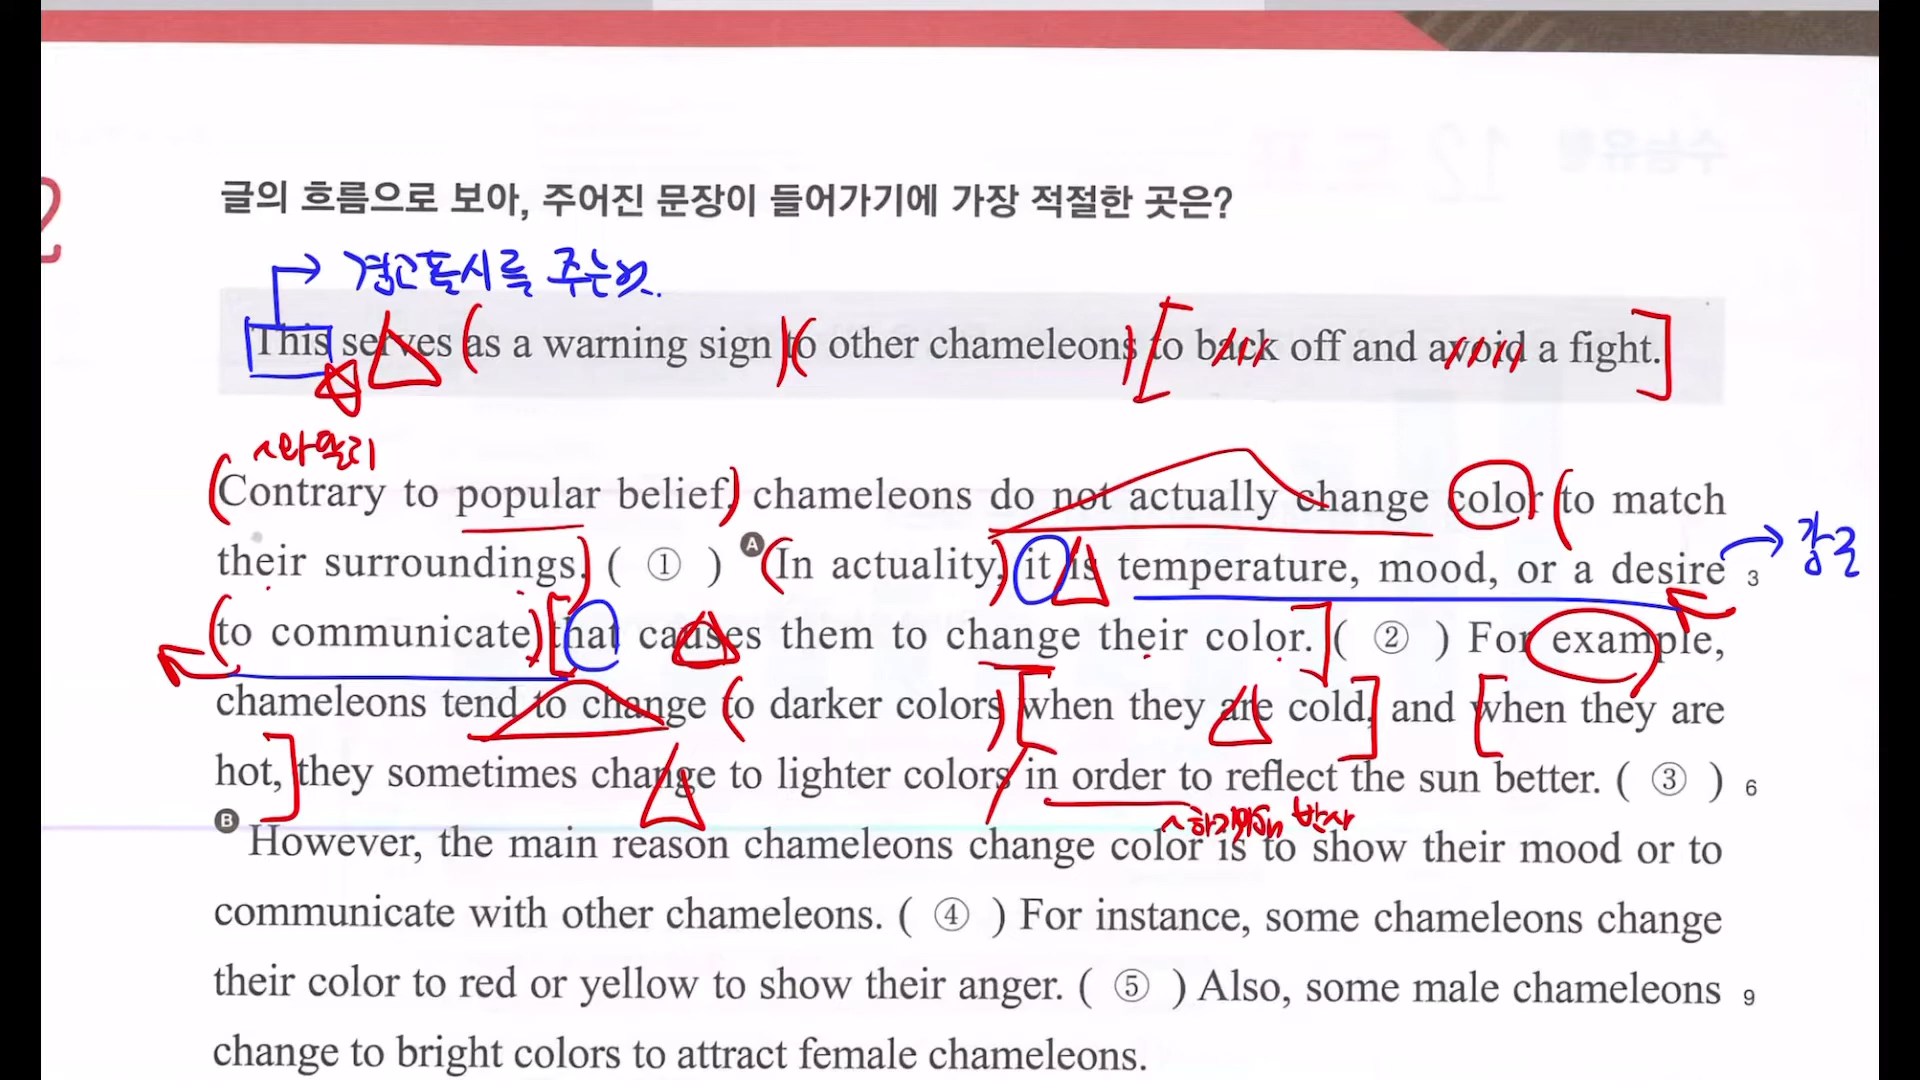 글의 흐름으로 보아, 주어진 문장이 들어가기에 가장 적절한 곳은?
2
경고표시를 주는것.
This serves as a warning sign to other chameleons to back off and avoid a fight.
~와 달리
Contrary to popular belief, chameleons do not actually change color to match
their surroundings. ( ① ) Ⓐ In actuality, it is temperature, mood, or a desire 3
to communicate that causes them to change their color. ( ② ) For example,
chameleons tend to change to darker colors when they are cold, and when they are
hot, they sometimes change to lighter colors in order to reflect the sun better. ( ③ ) 6
~하기위해 반사
Ⓑ However, the main reason chameleons change color is to show their mood or to
communicate with other chameleons. ( ④ ) For instance, some chameleons change
their color to red or yellow to show their anger. ( ⑤ ) Also, some male chameleons 9
change to bright colors to attract female chameleons.